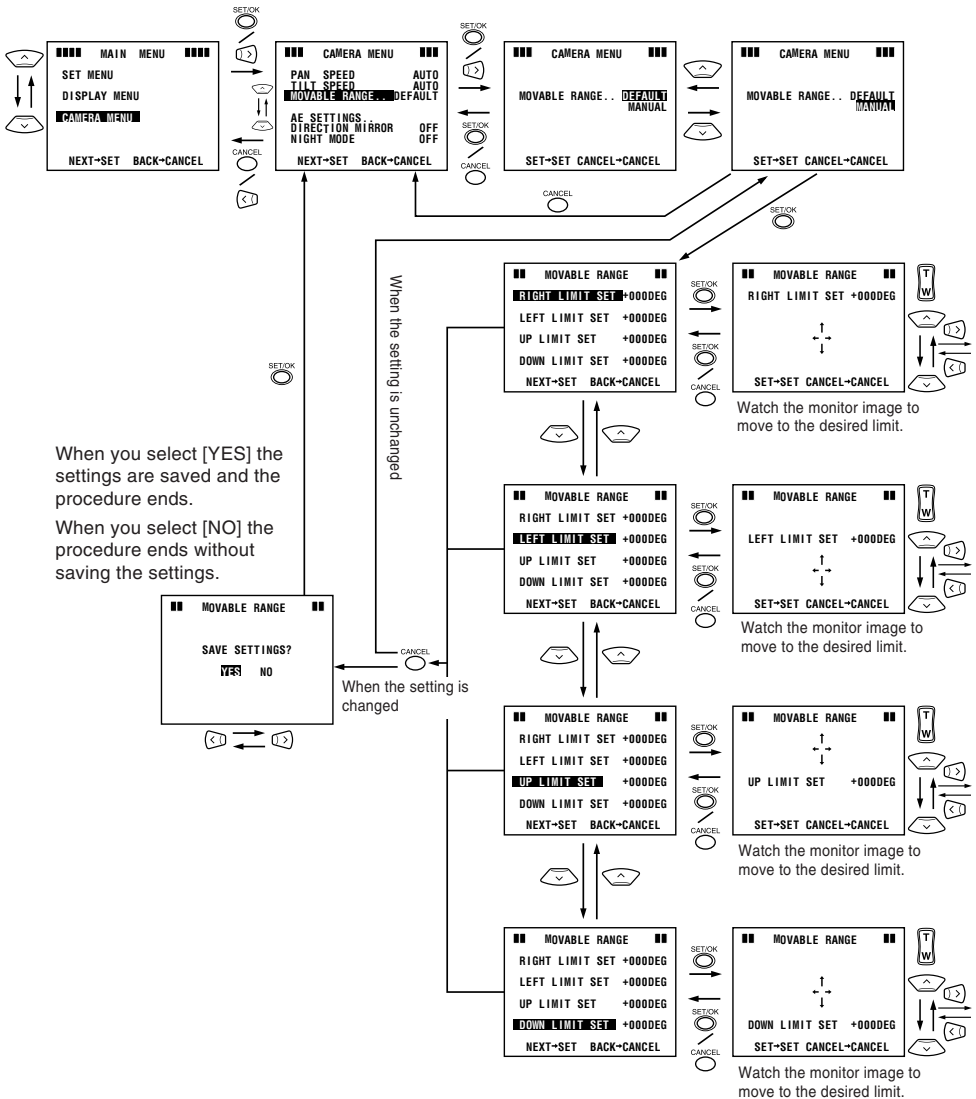 SET/OK
MAIN MENU
SET MENU
DISPLAY MENU
CAMERA MENU
NEXT→SET BACK→CANCEL
CANCEL
CAMERA MENU
PAN SPEED AUTO
TILT SPEED AUTO
MOVABLE RANGE.. DEFAULT
AE SETTINGS..
DIRECTION MIRROR OFF
NIGHT MODE OFF
NEXT→SET BACK→CANCEL
SET/OK
SET/OK
CANCEL
CAMERA MENU
MOVABLE RANGE.. DEFAULT
MANUAL
SET→SET CANCEL→CANCEL
CAMERA MENU
MOVABLE RANGE.. DEFAULT
MANUAL
SET→SET CANCEL→CANCEL
CANCEL
SET/OK
When the setting is unchanged
SET/OK
MOVABLE RANGE
RIGHT LIMIT SET +000DEG
LEFT LIMIT SET +000DEG
UP LIMIT SET +000DEG
DOWN LIMIT SET +000DEG
NEXT→SET BACK→CANCEL
SET/OK
SET/OK
CANCEL
MOVABLE RANGE
RIGHT LIMIT SET +000DEG
SET→SET CANCEL→CANCEL
T
W
Watch the monitor image to
move to the desired limit.
When you select [YES] the
settings are saved and the
procedure ends.
When you select [NO] the
procedure ends without
saving the settings.
MOVABLE RANGE
RIGHT LIMIT SET +000DEG
LEFT LIMIT SET +000DEG
UP LIMIT SET +000DEG
DOWN LIMIT SET +000DEG
NEXT→SET BACK→CANCEL
SET/OK
SET/OK
CANCEL
MOVABLE RANGE
LEFT LIMIT SET +000DEG
SET→SET CANCEL→CANCEL
T
W
Watch the monitor image to
move to the desired limit.
MOVABLE RANGE
SAVE SETTINGS?
YES NO
CANCEL
When the setting is
changed
MOVABLE RANGE
RIGHT LIMIT SET +000DEG
LEFT LIMIT SET +000DEG
UP LIMIT SET +000DEG
DOWN LIMIT SET +000DEG
NEXT→SET BACK→CANCEL
SET/OK
SET/OK
CANCEL
MOVABLE RANGE
UP LIMIT SET +000DEG
SET→SET CANCEL→CANCEL
T
W
Watch the monitor image to
move to the desired limit.
MOVABLE RANGE
RIGHT LIMIT SET +000DEG
LEFT LIMIT SET +000DEG
UP LIMIT SET +000DEG
DOWN LIMIT SET +000DEG
NEXT→SET BACK→CANCEL
SET/OK
SET/OK
CANCEL
MOVABLE RANGE
DOWN LIMIT SET +000DEG
SET→SET CANCEL→CANCEL
T
W
Watch the monitor image to
move to the desired limit.